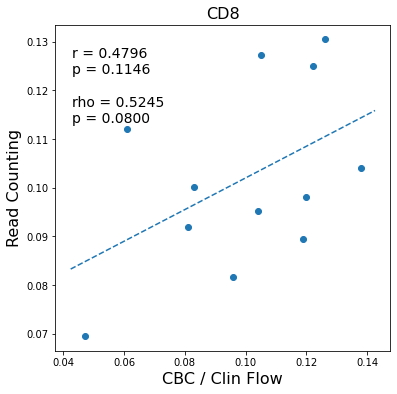 CD8
r = 0.4796
p = 0.1146
rho = 0.5245
p = 0.0800
0.13
0.12
0.11
0.10
0.09
0.08
0.07
Read Counting
0.04 0.06 0.08 0.10 0.12 0.14
CBC / Clin Flow